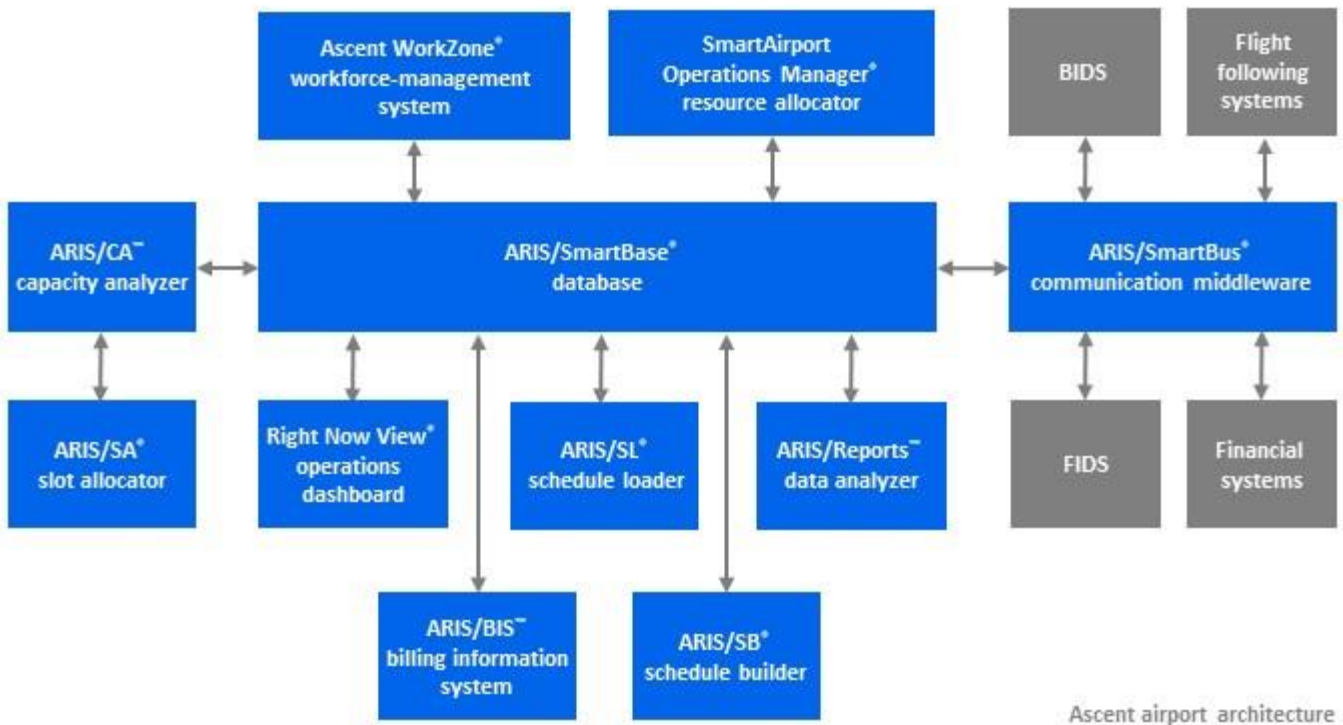 Ascent WorkZone®
workforce-management
system
SmartAirport
Operations Manager®
resource allocator
BIDS
Flight
following
systems
ARIS/CA™
capacity analyzer
ARIS/SmartBase®
database
ARIS/SmartBus®
communication middleware
ARIS/SA®
slot allocator
Right Now View®
operations
dashboard
ARIS/SL®
schedule loader
ARIS/Reports™
data analyzer
FIDS
Financial
systems
ARIS/BIS™
billing information
system
ARIS/SB®
schedule builder
Ascent airport architecture